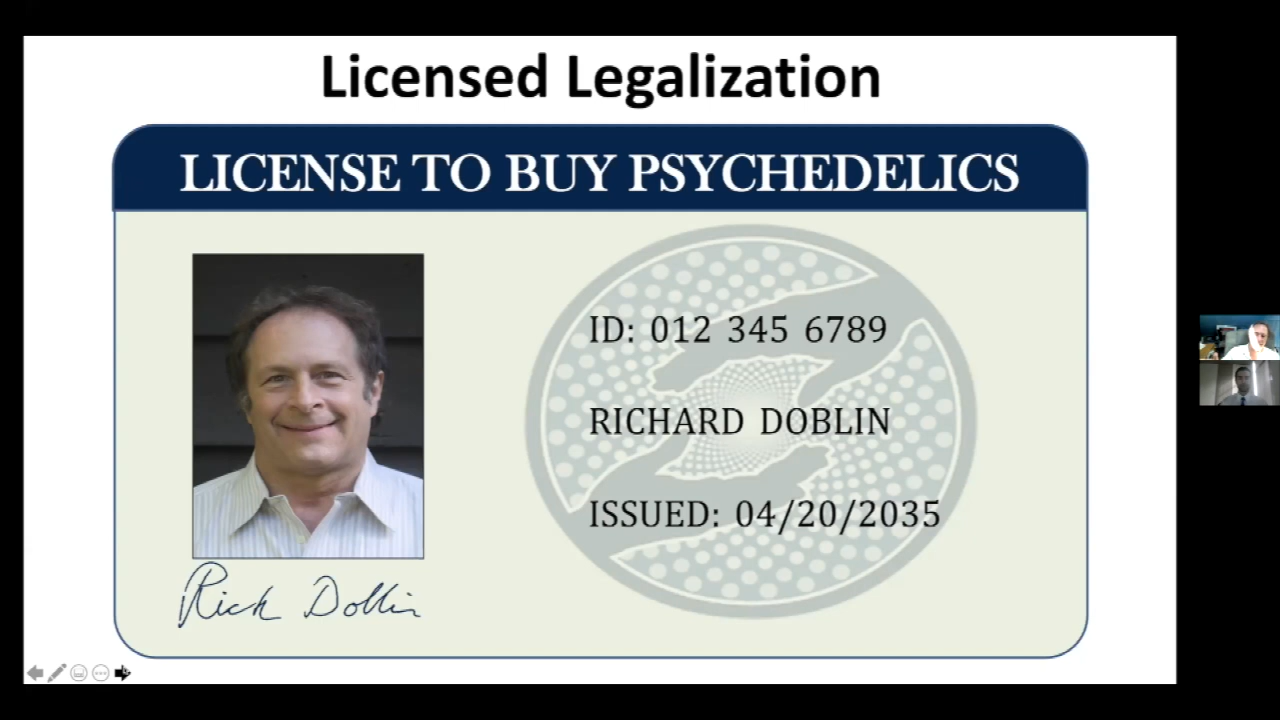 Licensed Legalization
LICENSE TO BUY PSYCHEDELICS
ID: 012 345 6789
RICHARD DOBLIN
ISSUED: 04/20/2035
Rick Doblin